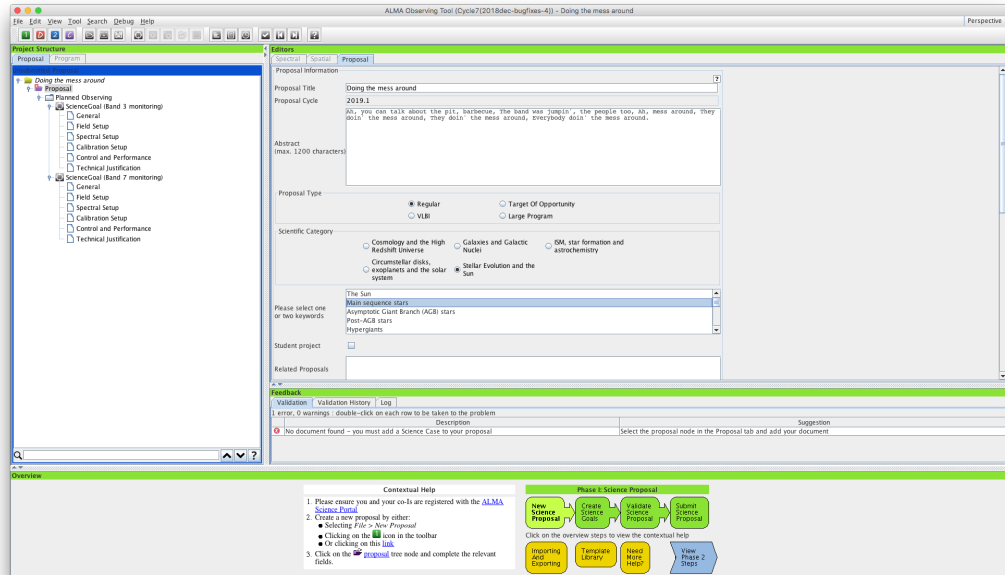 ALMA Observing Tool (Cycle7(2018dec-bugfixes-4)) - Doing the mess around
File Edit View Tool Search Debug Help
Perspective
Project Structure
Proposal Program
Doing the mess around
Proposal
Planned Observing
ScienceGoal (Band 3 monitoring)
General
Field Setup
Spectral Setup
Calibration Setup
Control and Performance
Technical Justification
ScienceGoal (Band 7 monitoring)
General
Field Setup
Spectral Setup
Calibration Setup
Control and Performance
Technical Justification
?
Editors
Spectral Spatial Proposal
Proposal Information
?
Proposal Title Doing the mess around
Proposal Cycle 2019.1
Abstract
(max. 1200 characters)
Ah, you can talk about the pit, barbecue, The band was jumpin', the people too, Ah, mess around, They
doin' the mess around, They doin' the mess around, Everybody doin' the mess around.
Proposal Type
Regular Target Of Opportunity
VLBI Large Program
Scientific Category
Cosmology and the High
Redshift Universe
Galaxies and Galactic
Nuclei
ISM, star formation and
astrochemistry
Circumstellar disks,
exoplanets and the solar
system
Stellar Evolution and the
Sun
Please select one
or two keywords
The Sun
Main sequence stars
Asymptotic Giant Branch (AGB) stars
Post-AGB stars
Hypergiants
Student project
Related Proposals
Feedback
Validation Validation History Log
1 error, 0 warnings : double-click on each row to be taken to the problem
Description Suggestion
No document found - you must add a Science Case to your proposal Select the proposal node in the Proposal tab and add your document
Overview
Contextual Help
1. Please ensure you and your co-Is are registered with the ALMA
Science Portal
2. Create a new proposal by either:
● Selecting File > New Proposal
● Clicking on the icon in the toolbar
● Or clicking on this link
3. Click on the proposal tree node and complete the relevant
fields.
Phase I: Science Proposal
New
Science
Proposal
Create
Science
Goals
Validate
Science
Proposal
Submit
Science
Proposal
Click on the overview steps to view the contextual help
Importing
And
Exporting
Template
Library
Need
More
Help?
View
Phase 2
Steps